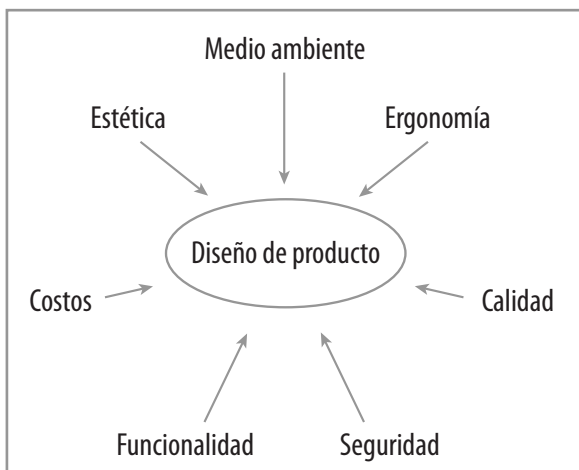 Medio ambiente
Estética
Ergonomía
Diseño de producto
Costos
Calidad
Funcionalidad
Seguridad